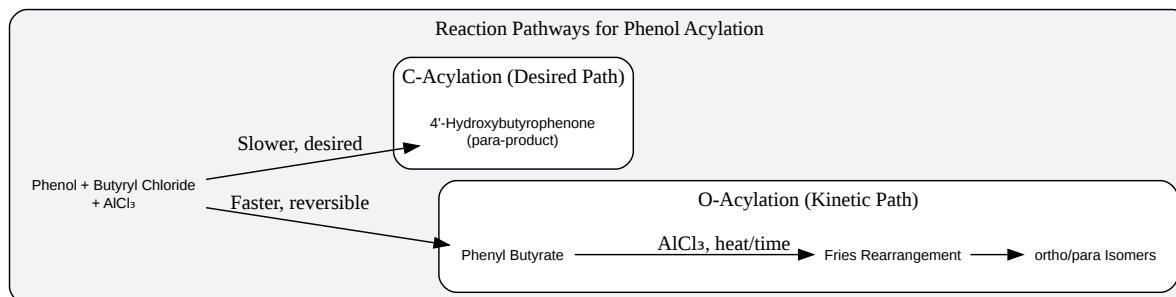 Reaction Pathways for Phenol Acylation
C-Acylation (Desired Path)
4'-Hydroxybutyrophenone
(para-product)
Slower, desired
Phenol + Butyryl Chloride
+ AlCl₃
Faster, reversible
O-Acylation (Kinetic Path)
Phenyl Butyrate
AlCl₃, heat/time
Fries Rearrangement
ortho/para Isomers